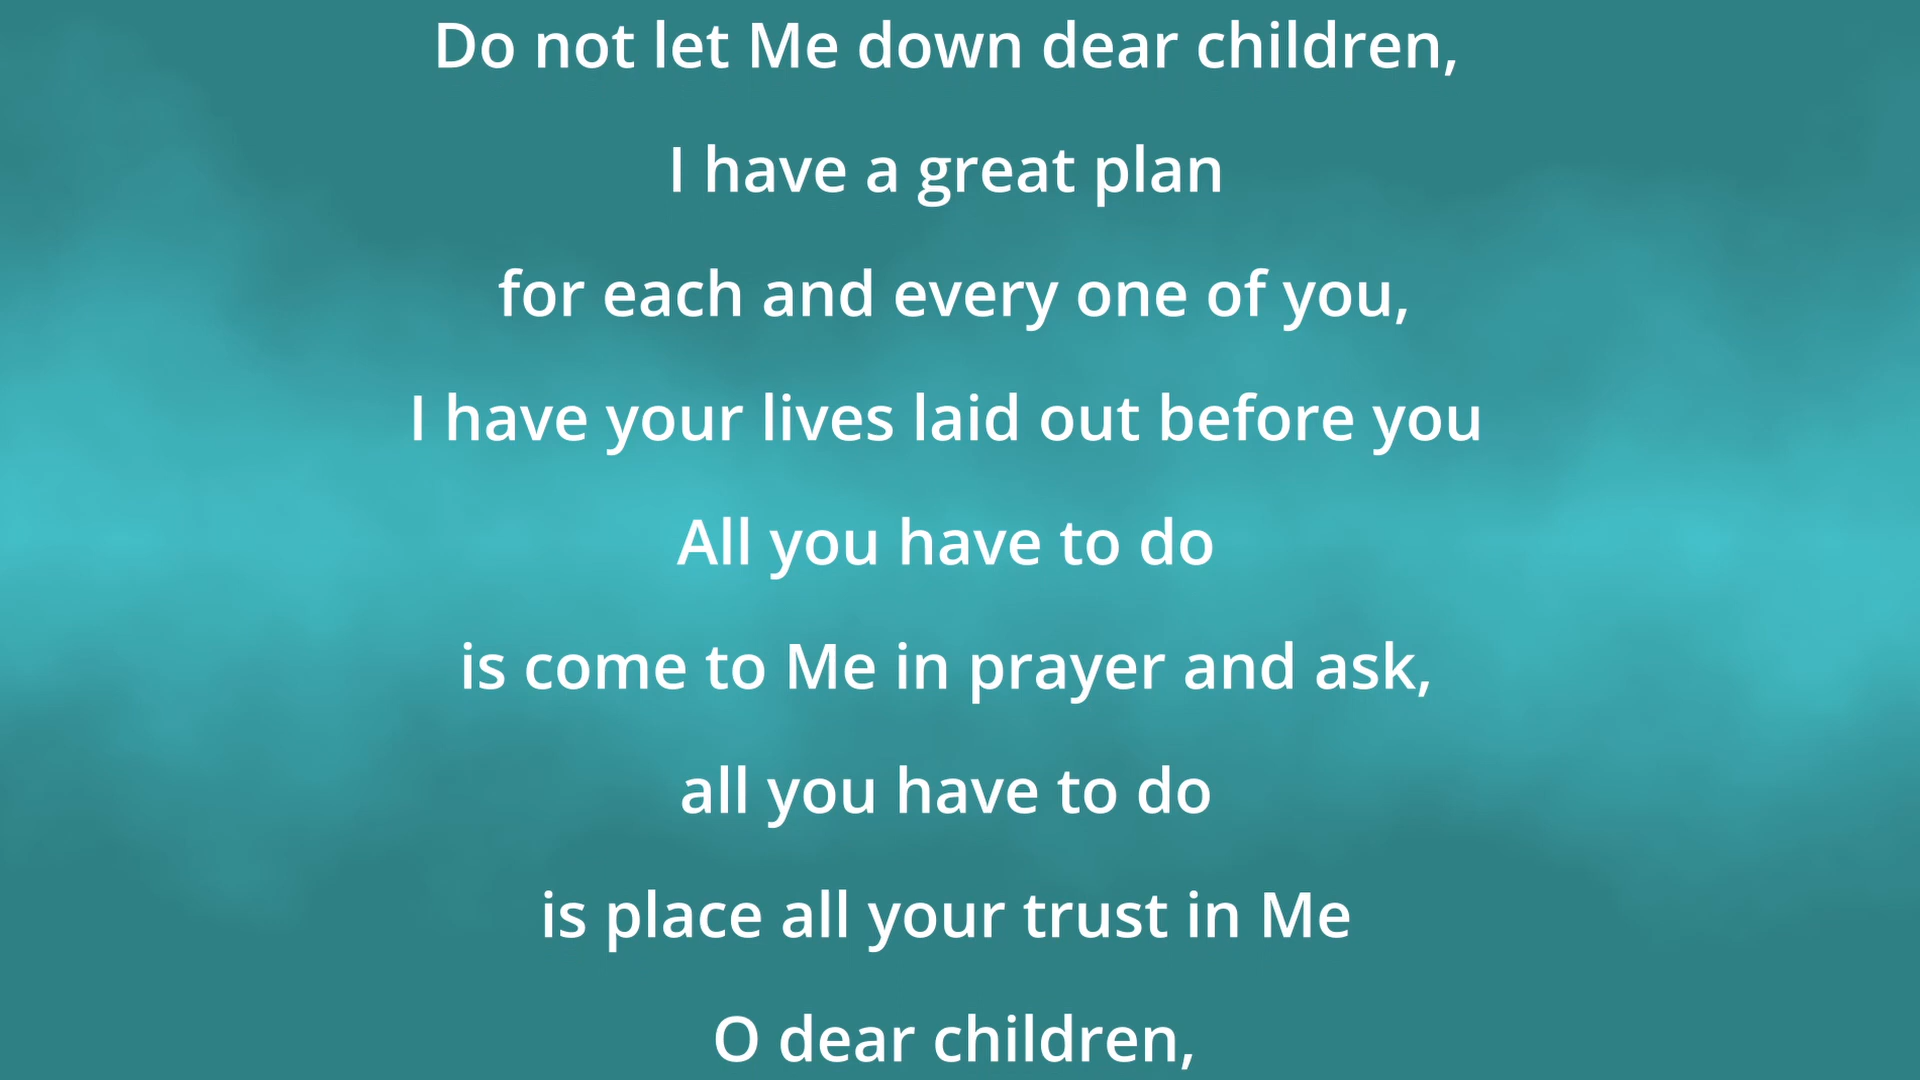 Do not let Me down dear children,
I have a great plan
for each and every one of you,
I have your lives laid out before you
All you have to do
is come to Me in prayer and ask,
all you have to do
is place all your trust in Me
O dear children,